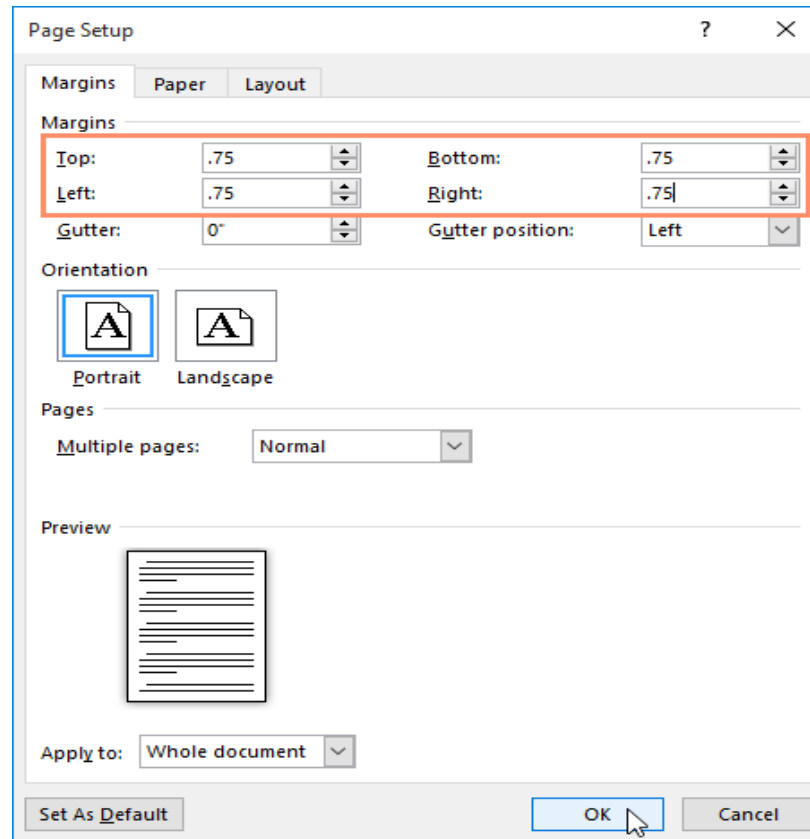 Page Setup ? ×
Margins Paper Layout
Margins
Top: .75 Bottom: .75
Left: .75 Right: .75
Gutter: 0" Gutter position: Left
Orientation
A A
Portrait Landscape
Pages
Multiple pages: Normal
Preview
Apply to: Whole document
Set As Default OK Cancel